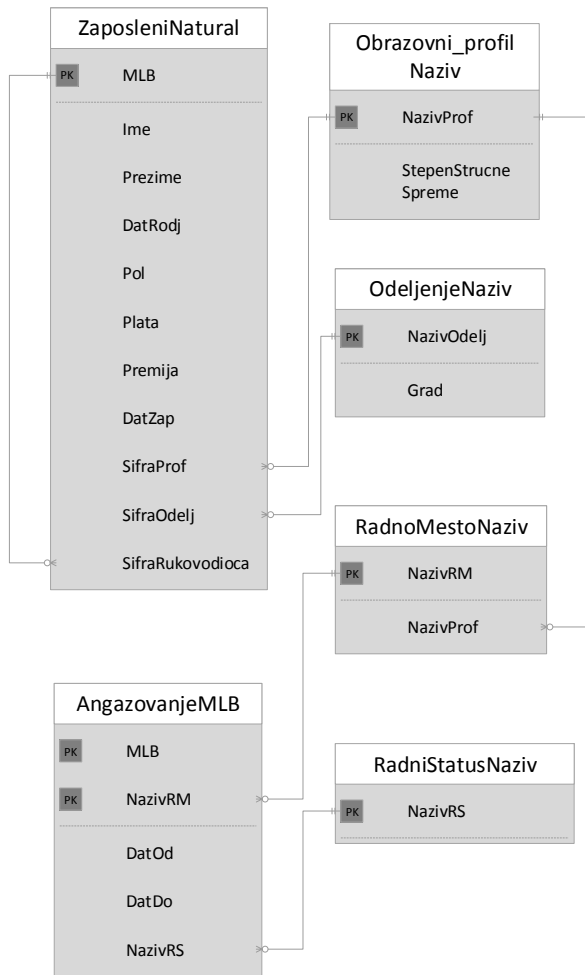 ZaposleniNatural
PK MLB
Ime
Prezime
DatRodj
Pol
Plata
Premija
DatZap
SifraProf
SifraOdelj
SifraRukovodioca
Obrazovni_profil
Naziv
PK NazivProf
StepenStrucne
Spreme
OdeljenjeNaziv
PK NazivOdelj
Grad
RadnoMestoNaziv
PK NazivRM
NazivProf
AngazovanjeMLB
PK MLB
PK NazivRM
DatOd
DatDo
NazivRS
RadniStatusNaziv
PK NazivRS